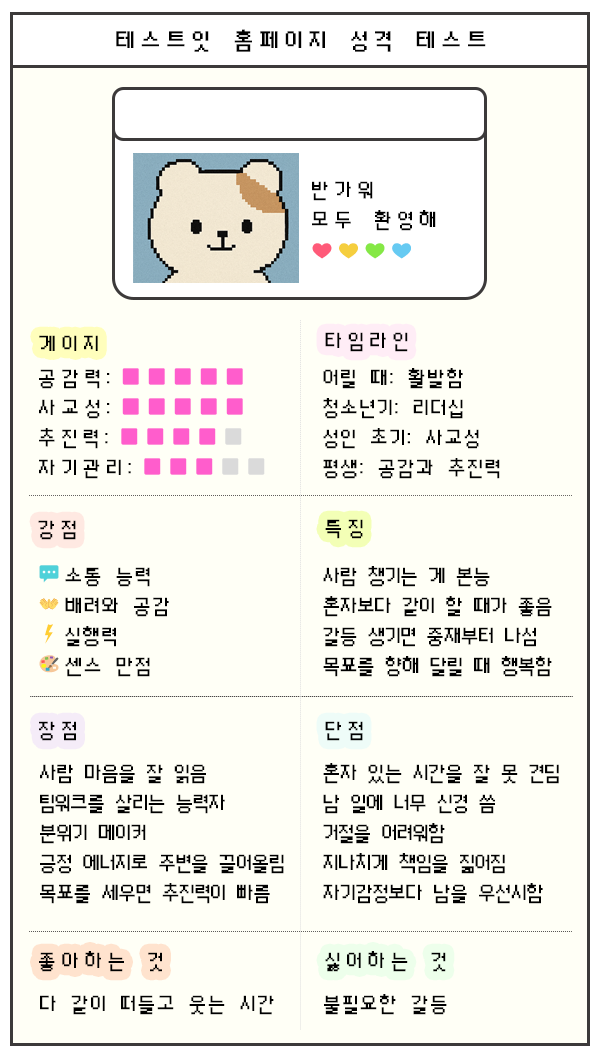 테스트잇 홈페이지 성격 테스트
반가워
모두 환영해
게이지
공감력:
사교성:
추진력:
자기관리:
타임라인
어릴 때: 활발함
청소년기: 리더십
성인 초기: 사교성
평생: 공감과 추진력
강점
소통 능력
배려와 공감
실행력
센스 만점
특징
사람 챙기는 게 본능
혼자보다 같이 할 때가 좋음
갈등 생기면 중재부터 나섬
목표를 향해 달릴 때 행복함
장점
사람 마음을 잘 읽음
팀워크를 살리는 능력자
분위기 메이커
긍정 에너지로 주변을 끌어올림
목표를 세우면 추진력이 빠름
단점
혼자 있는 시간을 잘 못 견딤
남 일에 너무 신경 씀
거절을 어려워함
지나치게 책임을 짊어짐
자기감정보다 남을 우선시함
좋아하는 것
다 같이 떠들고 웃는 시간
싫어하는 것
불필요한 갈등